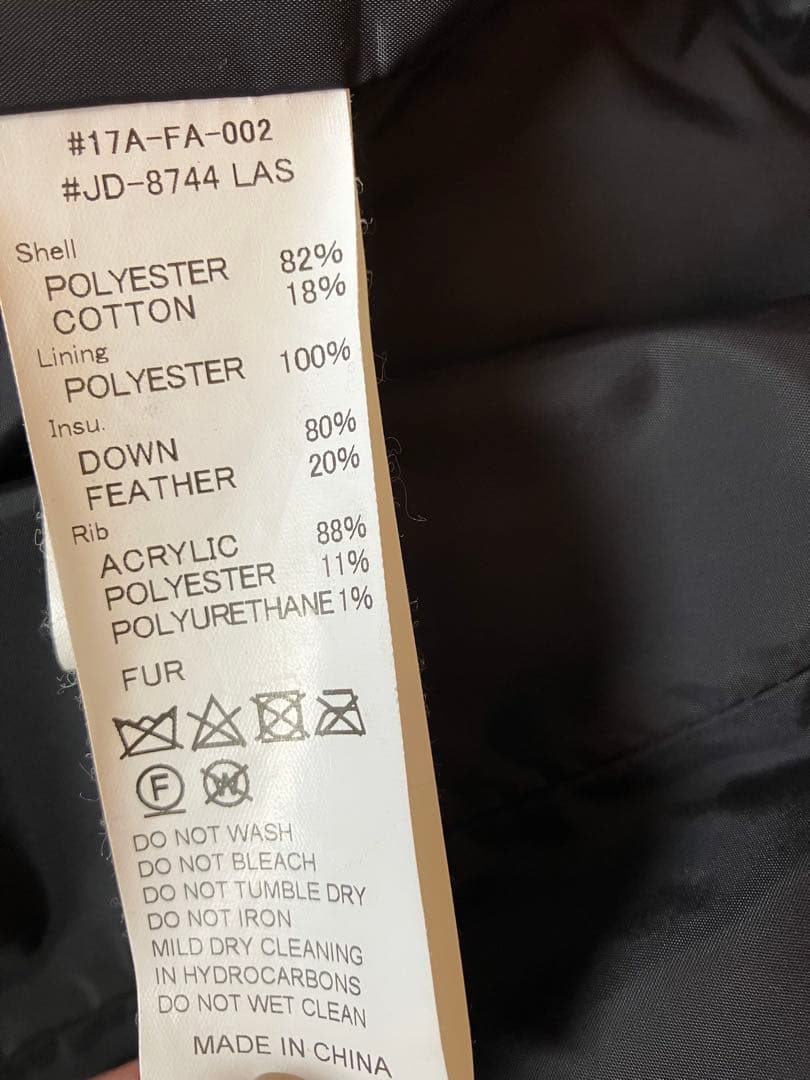 #17A-FA-002
#JD-8744 LAS
Shell
POLYESTER 82%
COTTON 18%
Lining
POLYESTER 100%
Insu.
DOWN 80%
FEATHER 20%
Rib
ACRYLIC 88%
POLYESTER 11%
POLYURETHANE 1%
FUR
F W
DO NOT WASH
DO NOT BLEACH
DO NOT TUMBLE DRY
DO NOT IRON
MILD DRY CLEANING
IN HYDROCARBONS
DO NOT WET CLEAN
MADE IN CHINA